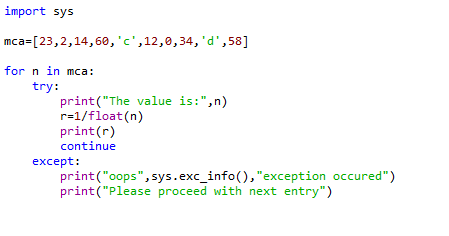 import sys
mca=[23,2,14,60,'c',12,0,34,'d',58]
for n in mca:
    try:
        print("The value is:",n)
        r=1/float(n)
        print(r)
        continue
    except:
        print("oops",sys.exc_info(),"exception occured")
        print("Please proceed with next entry")